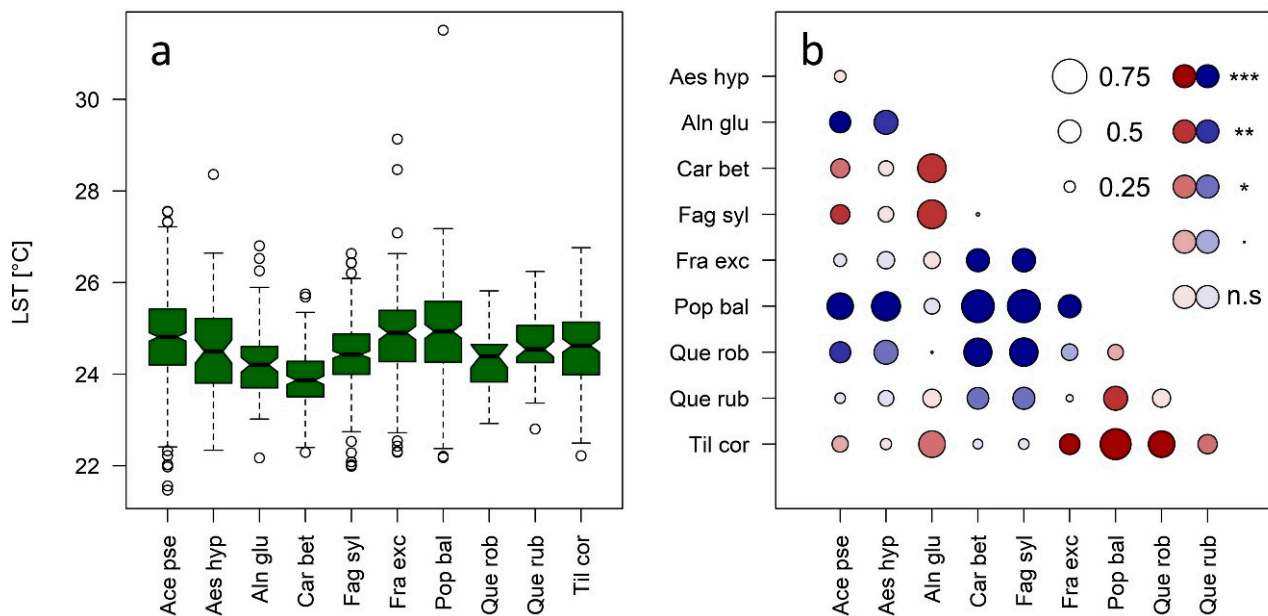 a
LST [°C]
30
28
26
24
22
Ace pse
Aes hyp
Aln glu
Car bet
Fag syl
Fra exc
Pop bal
Que rob
Que rub
Til cor
b
Aes hyp
Aln glu
Car bet
Fag syl
Fra exc
Pop bal
Que rob
Que rub
Til cor
0.75
***
0.5
**
0.25
*
.
n.s
Ace pse
Aes hyp
Aln glu
Car bet
Fag syl
Fra exc
Pop bal
Que rob
Que rub